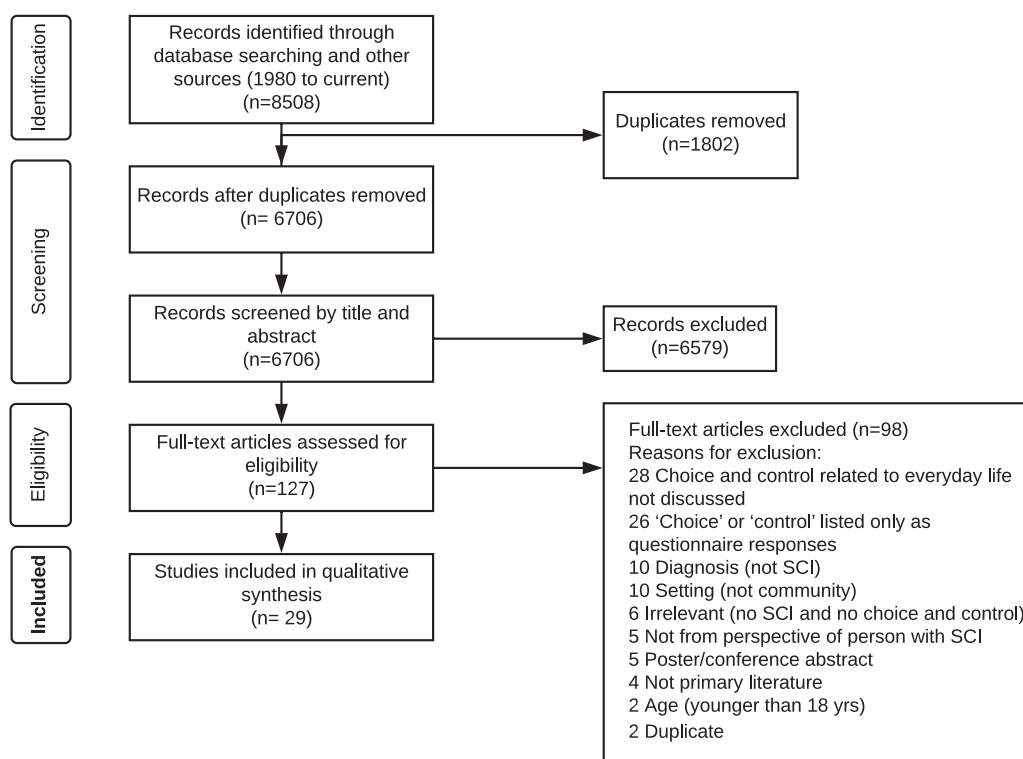 Identification
Records identified through
database searching and other
sources (1980 to current)
(n=8508)
Duplicates removed
(n=1802)
Screening
Records after duplicates removed
(n= 6706)
Records screened by title and
abstract
(n=6706)
Records excluded
(n=6579)
Eligibility
Full-text articles assessed for
eligibility
(n=127)
Full-text articles excluded (n=98)
Reasons for exclusion:
28 Choice and control related to everyday life
not discussed
26 ‘Choice’ or ‘control’ listed only as
questionnaire responses
10 Diagnosis (not SCI)
10 Setting (not community)
6 Irrelevant (no SCI and no choice and control)
5 Not from perspective of person with SCI
5 Poster/conference abstract
4 Not primary literature
2 Age (younger than 18 yrs)
2 Duplicate
Included
Studies included in qualitative
synthesis
(n= 29)